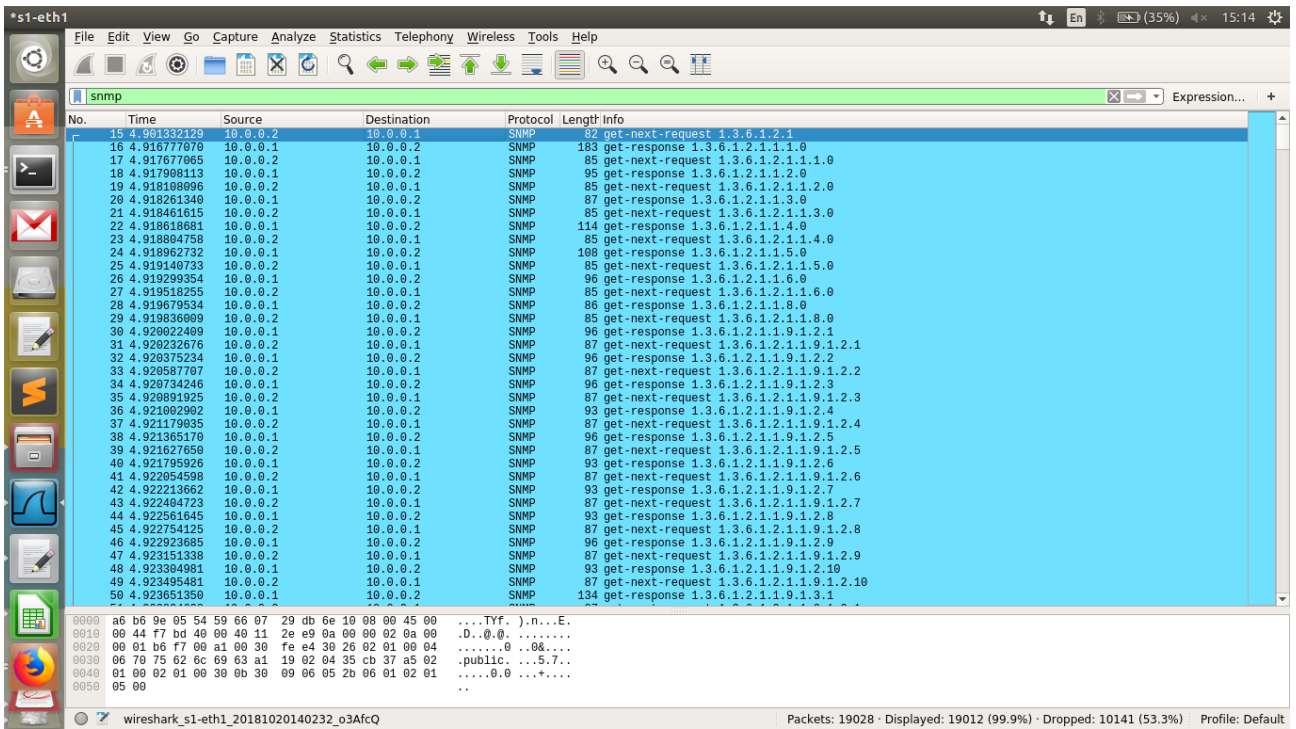 *s1-eth1 En (35%) 15:14
File Edit View Go Capture Analyze Statistics Telephony Wireless Tools Help
snmp Expression... +
No. Time Source Destination Protocol Length Info
15 4.901332129 10.0.0.2 10.0.0.1 SNMP 82 get-next-request 1.3.6.1.2.1
16 4.916777070 10.0.0.1 10.0.0.2 SNMP 183 get-response 1.3.6.1.2.1.1.1.0
17 4.917677065 10.0.0.2 10.0.0.1 SNMP 85 get-next-request 1.3.6.1.2.1.1.1.0
18 4.917908113 10.0.0.1 10.0.0.2 SNMP 95 get-response 1.3.6.1.2.1.1.2.0
19 4.918108096 10.0.0.2 10.0.0.1 SNMP 85 get-next-request 1.3.6.1.2.1.1.2.0
20 4.918261340 10.0.0.1 10.0.0.2 SNMP 87 get-response 1.3.6.1.2.1.1.3.0
21 4.918461615 10.0.0.2 10.0.0.1 SNMP 85 get-next-request 1.3.6.1.2.1.1.3.0
22 4.918618681 10.0.0.1 10.0.0.2 SNMP 114 get-response 1.3.6.1.2.1.1.4.0
23 4.918804758 10.0.0.2 10.0.0.1 SNMP 85 get-next-request 1.3.6.1.2.1.1.4.0
24 4.918962732 10.0.0.1 10.0.0.2 SNMP 108 get-response 1.3.6.1.2.1.1.5.0
25 4.919140733 10.0.0.2 10.0.0.1 SNMP 85 get-next-request 1.3.6.1.2.1.1.5.0
26 4.919299354 10.0.0.1 10.0.0.2 SNMP 96 get-response 1.3.6.1.2.1.1.6.0
27 4.919518255 10.0.0.2 10.0.0.1 SNMP 85 get-next-request 1.3.6.1.2.1.1.6.0
28 4.919679534 10.0.0.1 10.0.0.2 SNMP 86 get-response 1.3.6.1.2.1.1.8.0
29 4.919836009 10.0.0.2 10.0.0.1 SNMP 85 get-next-request 1.3.6.1.2.1.1.8.0
30 4.920022409 10.0.0.1 10.0.0.2 SNMP 96 get-response 1.3.6.1.2.1.1.9.1.2.1
31 4.920232676 10.0.0.2 10.0.0.1 SNMP 87 get-next-request 1.3.6.1.2.1.1.9.1.2.1
32 4.920375234 10.0.0.1 10.0.0.2 SNMP 96 get-response 1.3.6.1.2.1.1.9.1.2.2
33 4.920587707 10.0.0.2 10.0.0.1 SNMP 87 get-next-request 1.3.6.1.2.1.1.9.1.2.2
34 4.920734246 10.0.0.1 10.0.0.2 SNMP 96 get-response 1.3.6.1.2.1.1.9.1.2.3
35 4.920891925 10.0.0.2 10.0.0.1 SNMP 87 get-next-request 1.3.6.1.2.1.1.9.1.2.3
36 4.921002902 10.0.0.1 10.0.0.2 SNMP 93 get-response 1.3.6.1.2.1.1.9.1.2.4
37 4.921179035 10.0.0.2 10.0.0.1 SNMP 87 get-next-request 1.3.6.1.2.1.1.9.1.2.4
38 4.921365170 10.0.0.1 10.0.0.2 SNMP 96 get-response 1.3.6.1.2.1.1.9.1.2.5
39 4.921627650 10.0.0.2 10.0.0.1 SNMP 87 get-next-request 1.3.6.1.2.1.1.9.1.2.5
40 4.921795926 10.0.0.1 10.0.0.2 SNMP 93 get-response 1.3.6.1.2.1.1.9.1.2.6
41 4.922054598 10.0.0.2 10.0.0.1 SNMP 87 get-next-request 1.3.6.1.2.1.1.9.1.2.6
42 4.922213662 10.0.0.1 10.0.0.2 SNMP 93 get-response 1.3.6.1.2.1.1.9.1.2.7
43 4.922404723 10.0.0.2 10.0.0.1 SNMP 87 get-next-request 1.3.6.1.2.1.1.9.1.2.7
44 4.922561645 10.0.0.1 10.0.0.2 SNMP 93 get-response 1.3.6.1.2.1.1.9.1.2.8
45 4.922754125 10.0.0.2 10.0.0.1 SNMP 87 get-next-request 1.3.6.1.2.1.1.9.1.2.8
46 4.922923685 10.0.0.1 10.0.0.2 SNMP 96 get-response 1.3.6.1.2.1.1.9.1.2.9
47 4.923151338 10.0.0.2 10.0.0.1 SNMP 87 get-next-request 1.3.6.1.2.1.1.9.1.2.9
48 4.923304981 10.0.0.1 10.0.0.2 SNMP 93 get-response 1.3.6.1.2.1.1.9.1.2.10
49 4.923495481 10.0.0.2 10.0.0.1 SNMP 87 get-next-request 1.3.6.1.2.1.1.9.1.2.10
50 4.923651350 10.0.0.1 10.0.0.2 SNMP 134 get-response 1.3.6.1.2.1.1.9.1.3.1
0000 a6 b6 9e 05 54 59 66 07 29 db 6e 10 08 00 45 00 ....TYf. ).n...E.
0010 00 44 f7 bd 40 00 40 11 2e e9 0a 00 00 02 0a 00 .D..@.@. ........
0020 00 01 b6 f7 00 a1 00 30 fe e4 30 26 02 01 00 04 .......0 ..0&....
0030 06 70 75 62 6c 69 63 a1 19 02 04 35 cb 37 a5 02 .public. ...5.7..
0040 01 00 02 01 00 30 0b 30 09 06 05 2b 06 01 02 01 .....0.0 ...+....
0050 05 00 ..
wireshark_s1-eth1_20181020140232_o3AfcQ Packets: 19028 · Displayed: 19012 (99.9%) · Dropped: 10141 (53.3%) Profile: Default